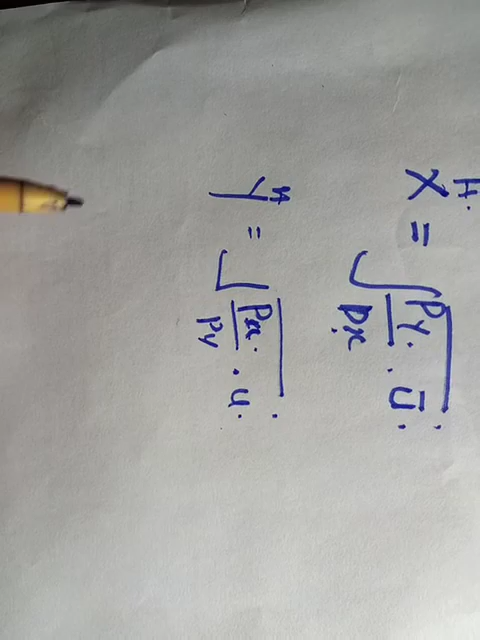 X^H = √(Py/Px · ū)
Y^H = √(Px/Py · u)